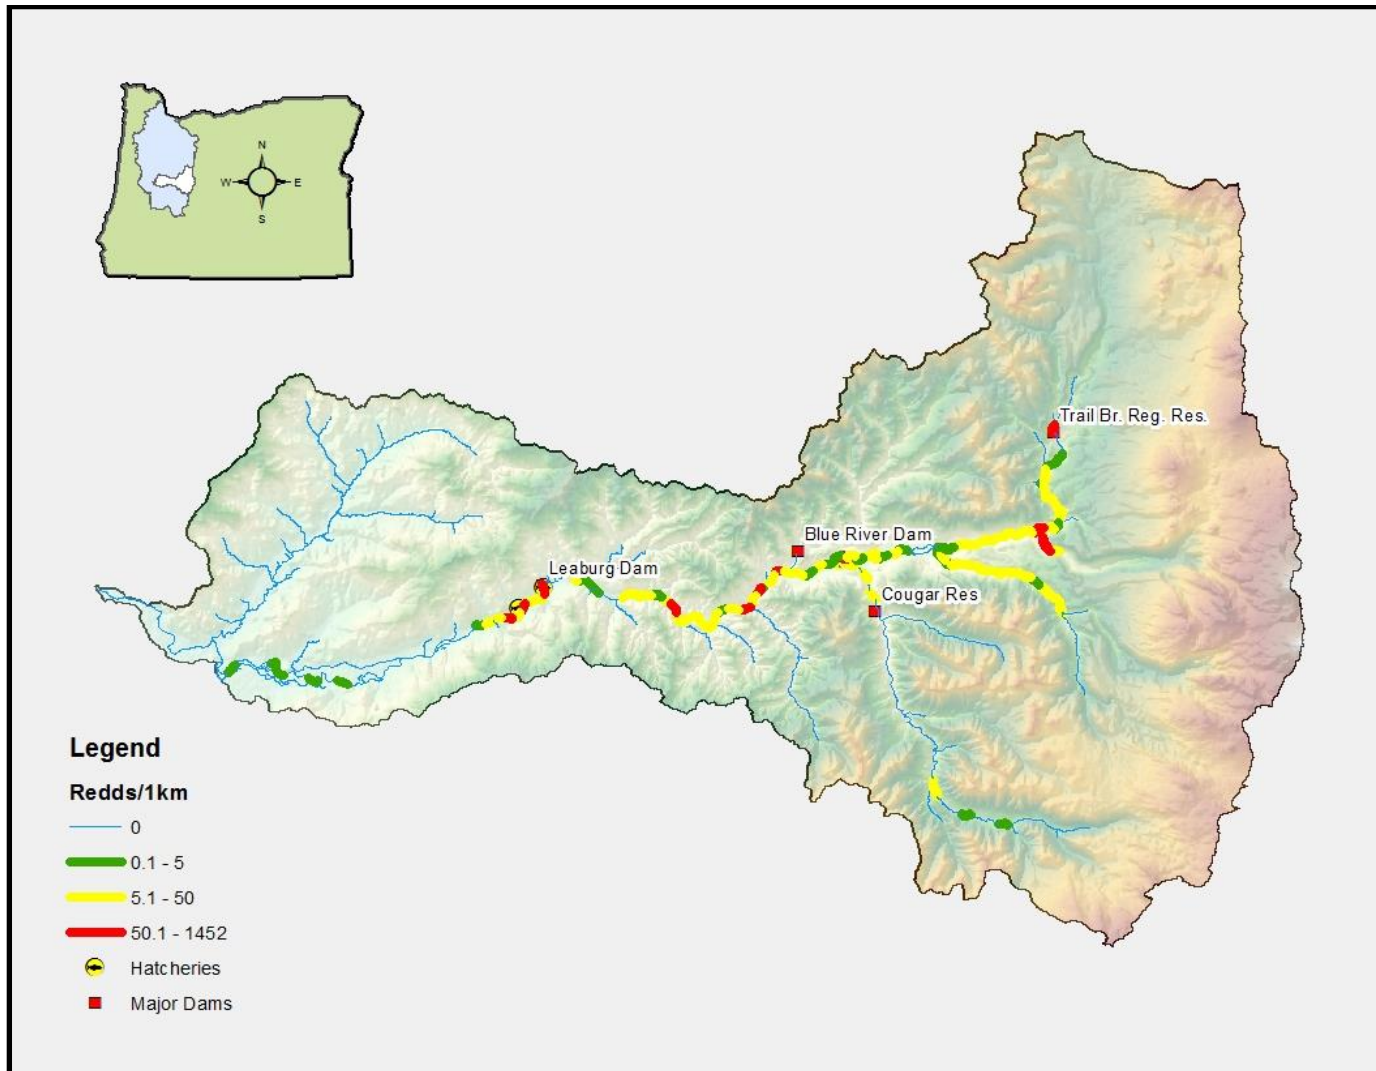 N
W E
S
Trail Br. Reg. Res.
Blue River Dam
Leaburg Dam
Cougar Res
Legend
Redds/1km
0
0.1 - 5
5.1 - 50
50.1 - 1452
Hatcheries
Major Dams